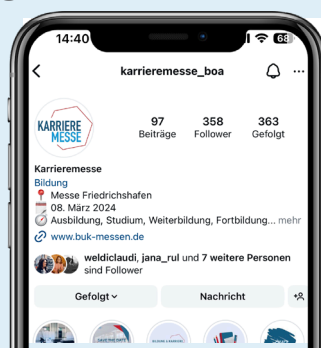 14:40
68
karrieremesse_boa
KARRIERE
MESSE
97
358
363
Beiträge
Follower
Gefolgt
Karrieremesse
Bildung
Messe Friedrichshafen
08. März 2024
Ausbildung, Studium, Weiterbildung, Fortbildung... mehr
www.buk-messen.de
weldiclaudi, jana_rul und 7 weitere Personen
sind Follower
Gefolgt
Nachricht